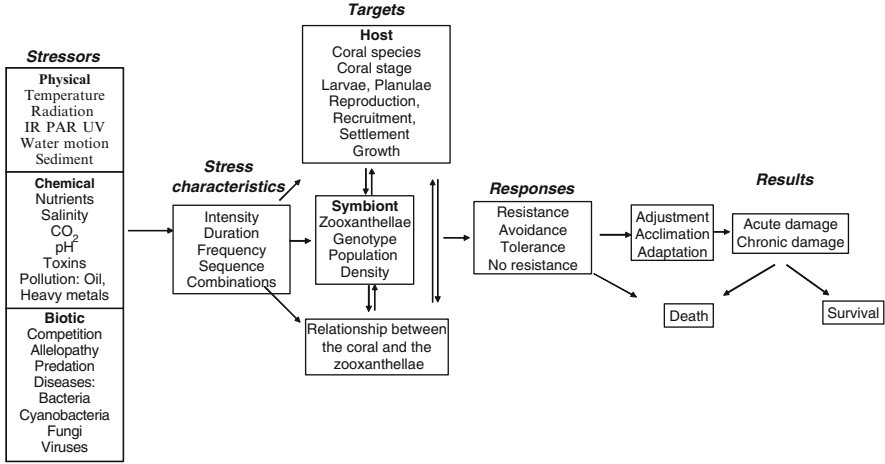 Stressors
Physical
Temperature
Radiation
IR PAR UV
Water motion
Sediment
Chemical
Nutrients
Salinity
CO2
pH
Toxins
Pollution: Oil,
Heavy metals
Biotic
Competition
Allelopathy
Predation
Diseases:
Bacteria
Cyanobacteria
Fungi
Viruses
Stress
characteristics
Intensity
Duration
Frequency
Sequence
Combinations
Targets
Host
Coral species
Coral stage
Larvae, Planulae
Reproduction,
Recruitment,
Settlement
Growth
Symbiont
Zooxanthellae
Genotype
Population
Density
Relationship between
the coral and the
zooxanthellae
Responses
Resistance
Avoidance
Tolerance
No resistance
Adjustment
Acclimation
Adaptation
Results
Acute damage
Chronic damage
Death
Survival